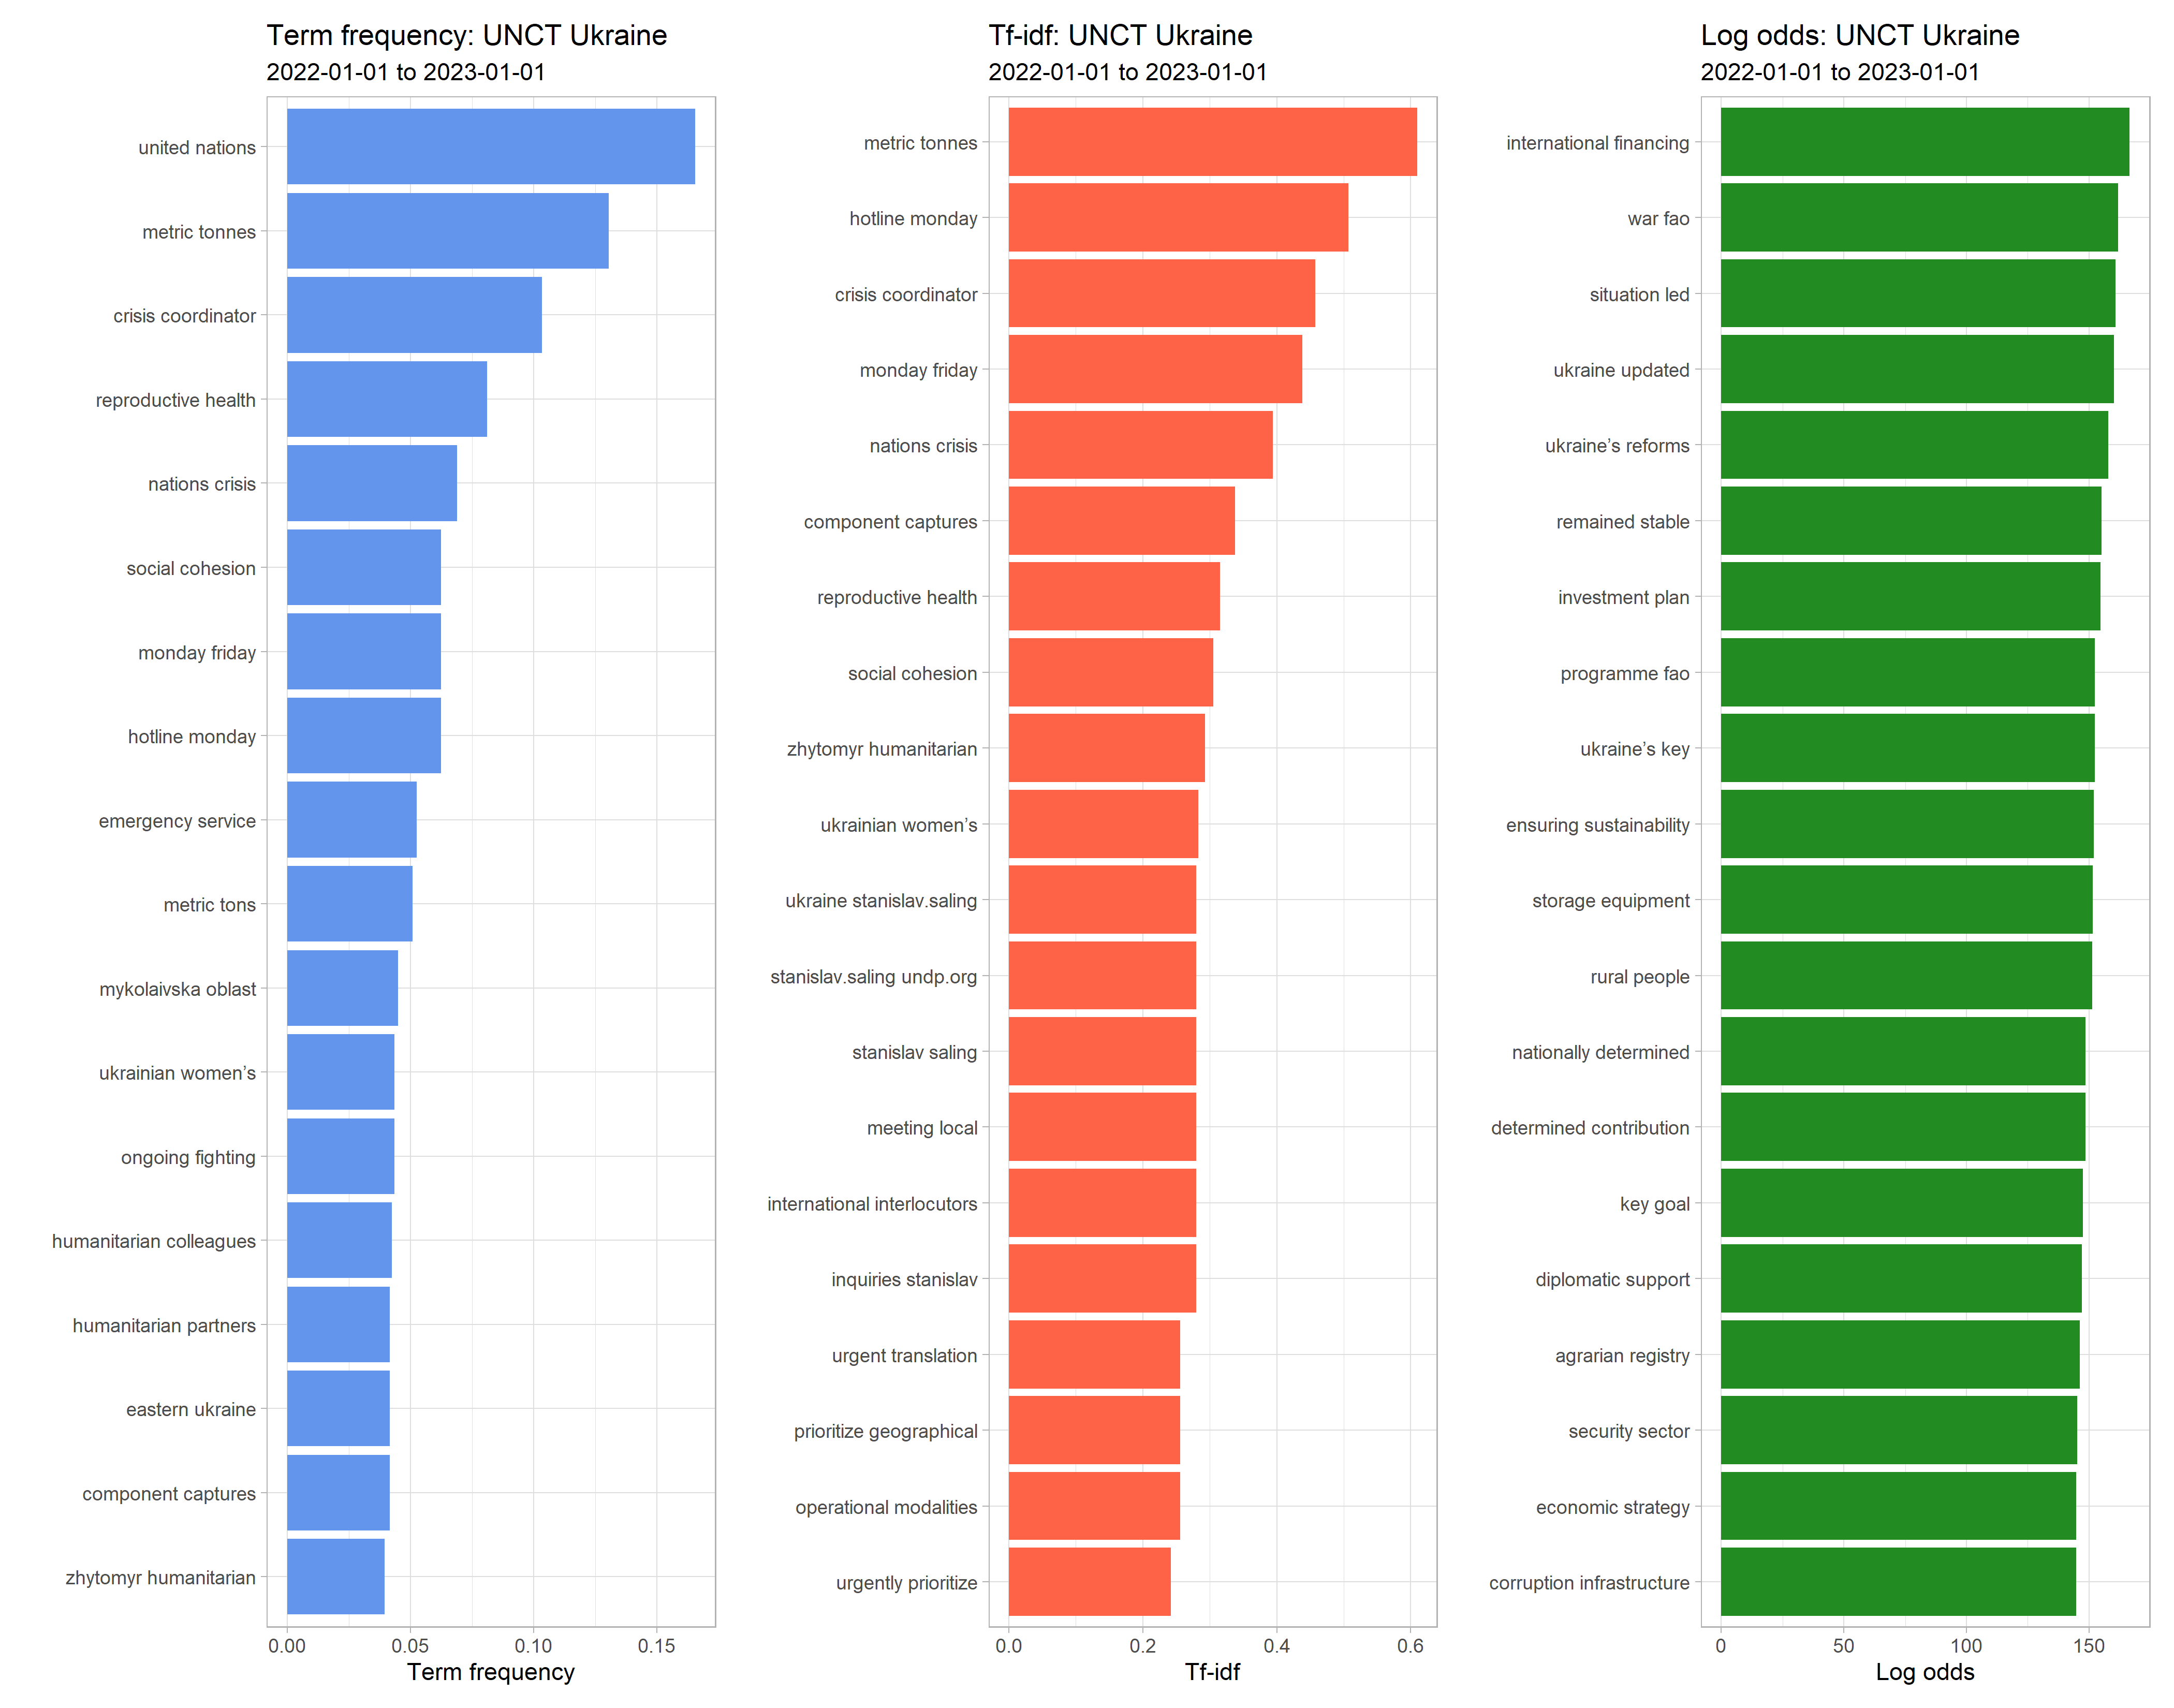 Term frequency: UNCT Ukraine
2022-01-01 to 2023-01-01
united nations
metric tonnes
crisis coordinator
reproductive health
nations crisis
social cohesion
monday friday
hotline monday
emergency service
metric tons
mykolaivska oblast
ukrainian women’s
ongoing fighting
humanitarian colleagues
humanitarian partners
eastern ukraine
component captures
zhytomyr humanitarian
0.00 0.05 0.10 0.15
Term frequency
Tf-idf: UNCT Ukraine
2022-01-01 to 2023-01-01
metric tonnes
hotline monday
crisis coordinator
monday friday
nations crisis
component captures
reproductive health
social cohesion
zhytomyr humanitarian
ukrainian women’s
ukraine stanislav.saling
stanislav.saling undp.org
stanislav saling
meeting local
international interlocutors
inquiries stanislav
urgent translation
prioritize geographical
operational modalities
urgently prioritize
0.0 0.2 0.4 0.6
Tf-idf
Log odds: UNCT Ukraine
2022-01-01 to 2023-01-01
international financing
war fao
situation led
ukraine updated
ukraine’s reforms
remained stable
investment plan
programme fao
ukraine’s key
ensuring sustainability
storage equipment
rural people
nationally determined
determined contribution
key goal
diplomatic support
agrarian registry
security sector
economic strategy
corruption infrastructure
0 50 100 150
Log odds